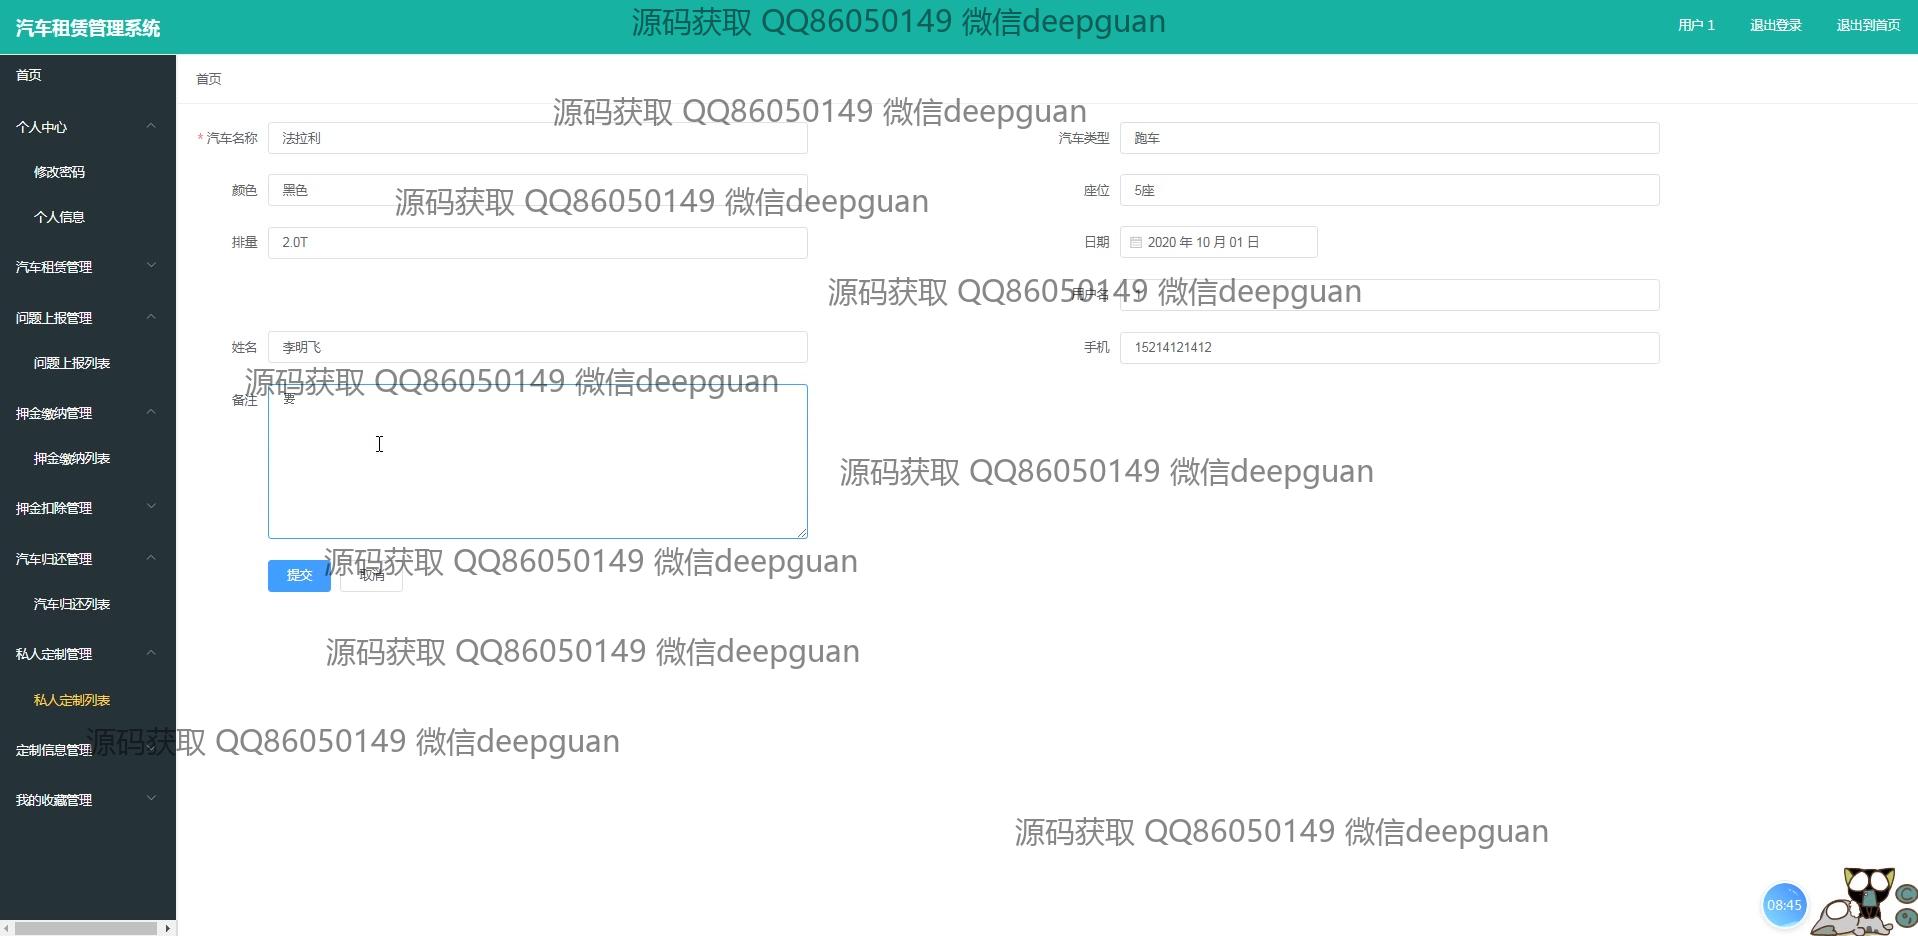 汽车租赁管理系统
源码获取 QQ86050149 微信deepguan
用户 1
退出登录
退出到首页
首页
个人中心
修改密码
个人信息
汽车租赁管理
问题上报管理
问题上报列表
押金缴纳管理
押金缴纳列表
押金扣除管理
汽车归还管理
汽车归还列表
私人定制管理
私人定制列表
定制信息管理
我的收藏管理
首页
源码获取 QQ86050149 微信deepguan
* 汽车名称 法拉利
汽车类型 跑车
颜色 黑色
座位 5座
源码获取 QQ86050149 微信deepguan
排量 2.0T
日期 2020 年 10 月 01 日
源码获取 QQ86050149 微信deepguan
用户名 1
姓名 李明飞
手机 15214121412
源码获取 QQ86050149 微信deepguan
备注 要
源码获取 QQ86050149 微信deepguan
源码获取 QQ86050149 微信deepguan
提交 取消
源码获取 QQ86050149 微信deepguan
源码获取 QQ86050149 微信deepguan
源码获取 QQ86050149 微信deepguan
08:45